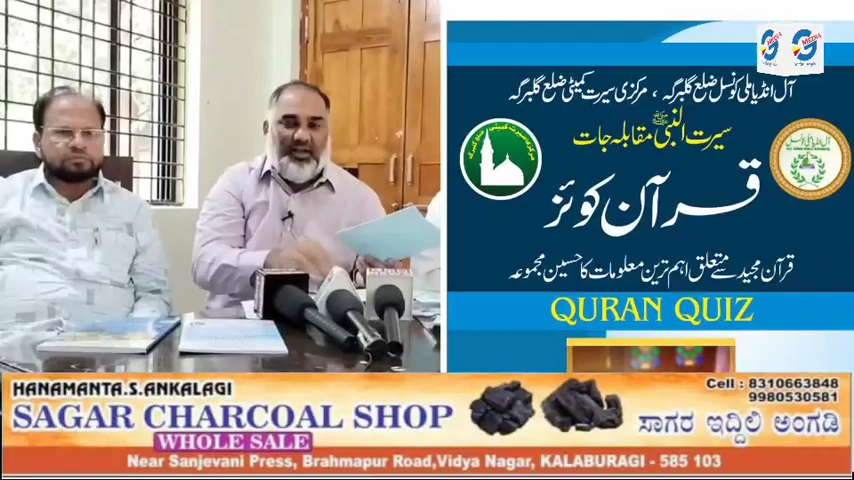 G MEDIA
G MEDIA
آل انڈیا ملی کونسل ضلع گلبرگہ ، مرکزی سیرت کمیٹی ضلع گلبرگہ
سیرت النبی ﷺ مقابلہ جات
قرآن کوئز
قرآن مجید سے متعلق اہم ترین معلومات کا حسین مجموعہ
QURAN QUIZ
HANAMANTA.S.ANKALAGI
SAGAR CHARCOAL SHOP
WHOLE SALE
Cell : 8310663848
9980530581
ಸಾಗರ ಇದ್ದಿಲಿ ಅಂಗಡಿ
Near Sanjevani Press, Brahmapur Road,Vidya Nagar, KALABURAGI - 585 103